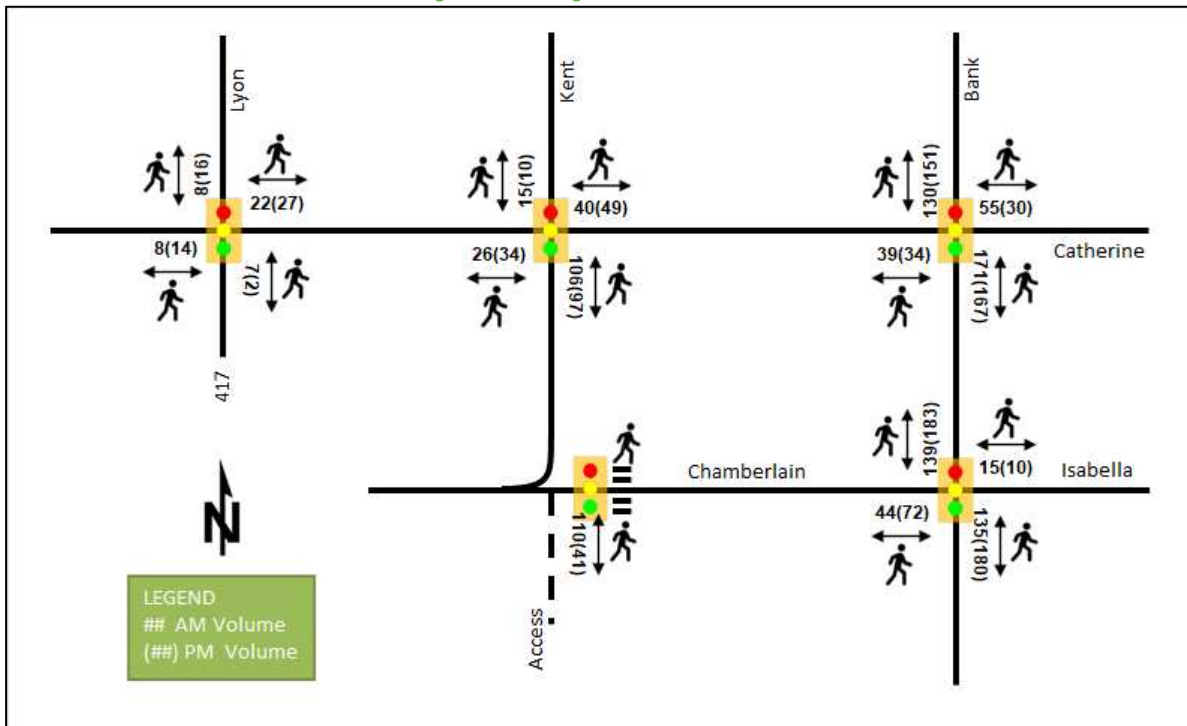 Lyon
Kent
Bank
8(16)
22(27)
15(10)
40(49)
130(151)
55(30)
8(14)
7(2)
26(34)
106(97)
39(34)
171(167)
Catherine
417
139(183)
15(10)
Chamberlain
Isabella
110(41)
44(72)
135(180)
N
Access
LEGEND
## AM Volume
(##) PM Volume